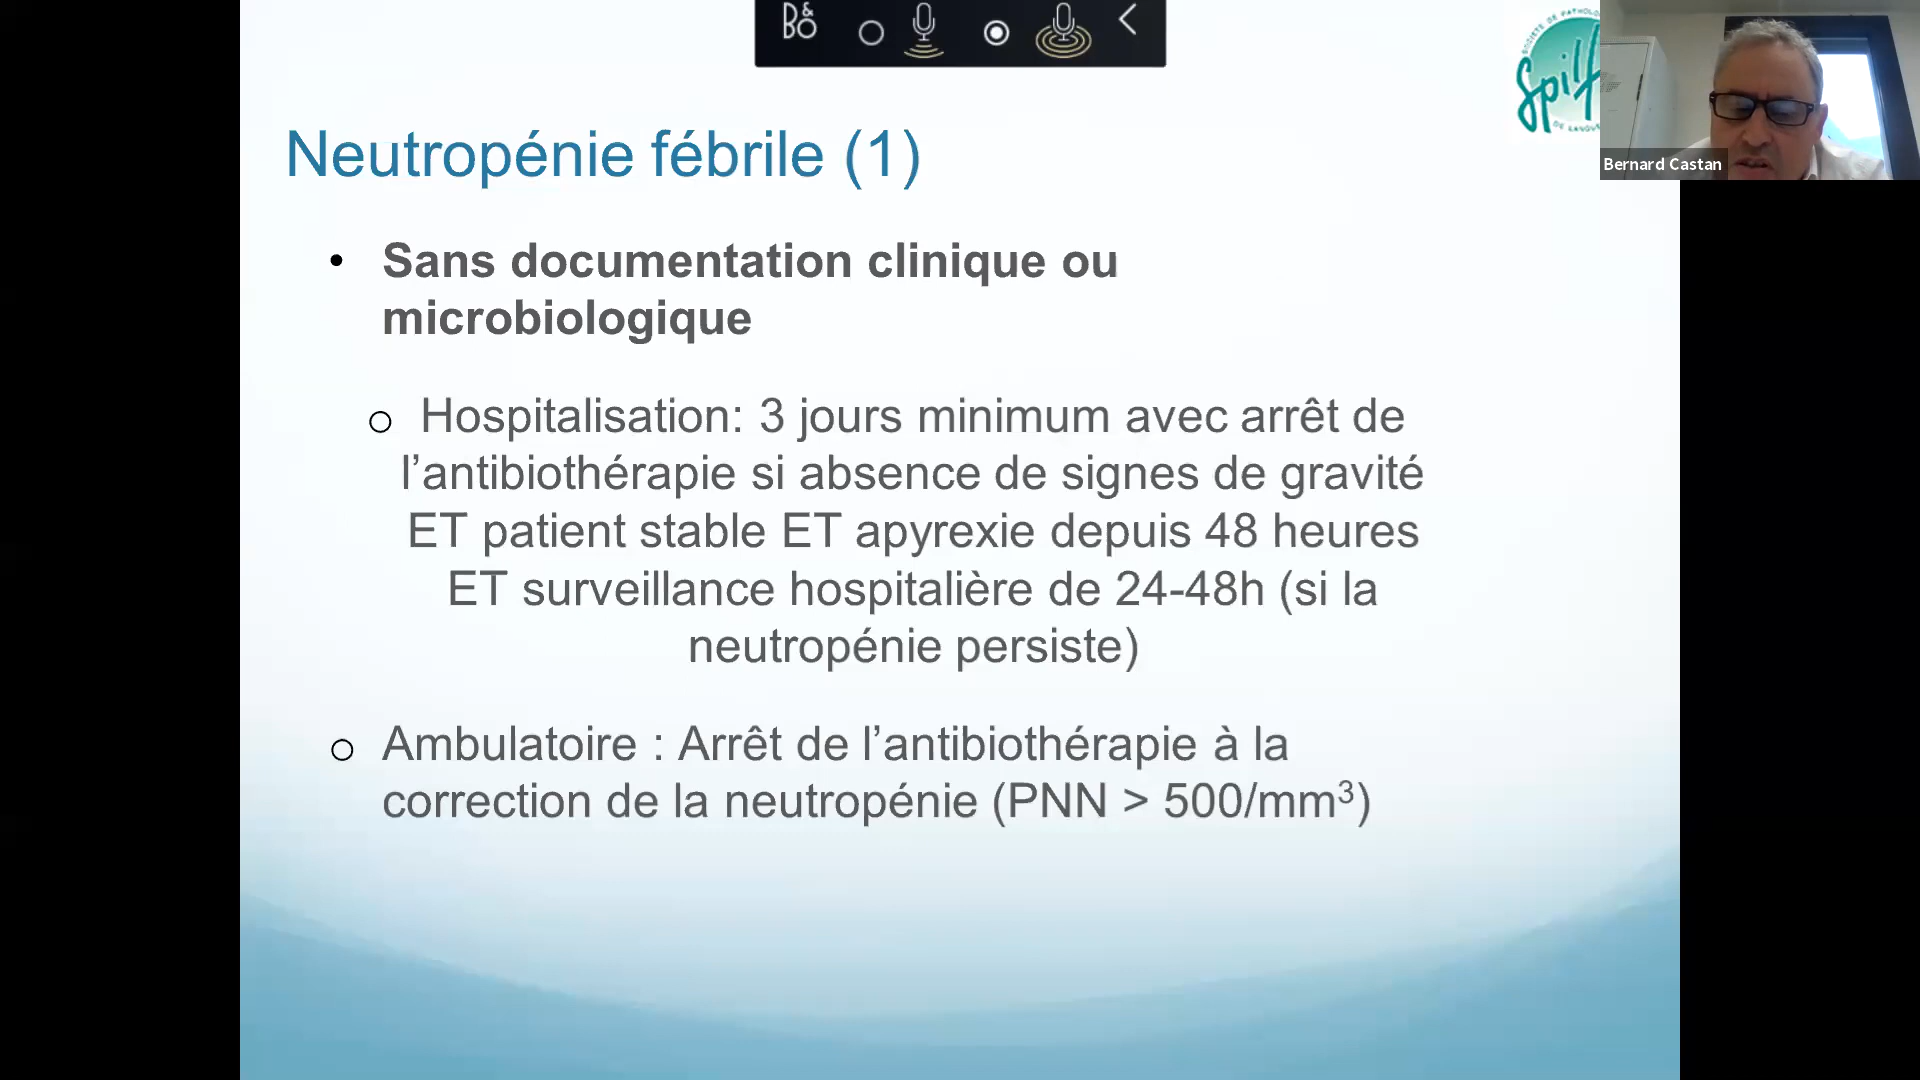 B&O
Spilf
Bernard Castan
Neutropénie fébrile (1)
• Sans documentation clinique ou
microbiologique
o Hospitalisation: 3 jours minimum avec arrêt de
l’antibiothérapie si absence de signes de gravité
ET patient stable ET apyrexie depuis 48 heures
ET surveillance hospitalière de 24-48h (si la
neutropénie persiste)
o Ambulatoire : Arrêt de l’antibiothérapie à la
correction de la neutropénie (PNN > 500/mm³)